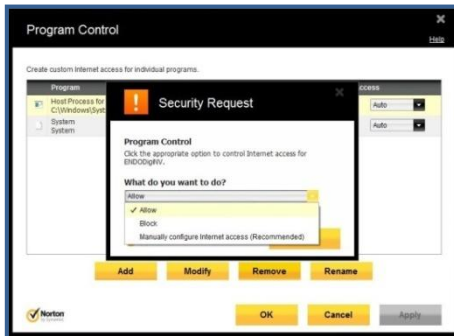 Program Control
Help
Create custom Internet access for individual programs.
Program
ccess
Host Process for
C:\Windows\Syst
Auto
System
System
Auto
Security Request
Program Control
Click the appropriate option to control Internet access for
ENDODigiNV.
What do you want to do?
Allow
Allow
Block
Manually configure Internet access (Recommended)
Add
Modify
Remove
Rename
Norton
by Symantec
OK
Cancel
Apply